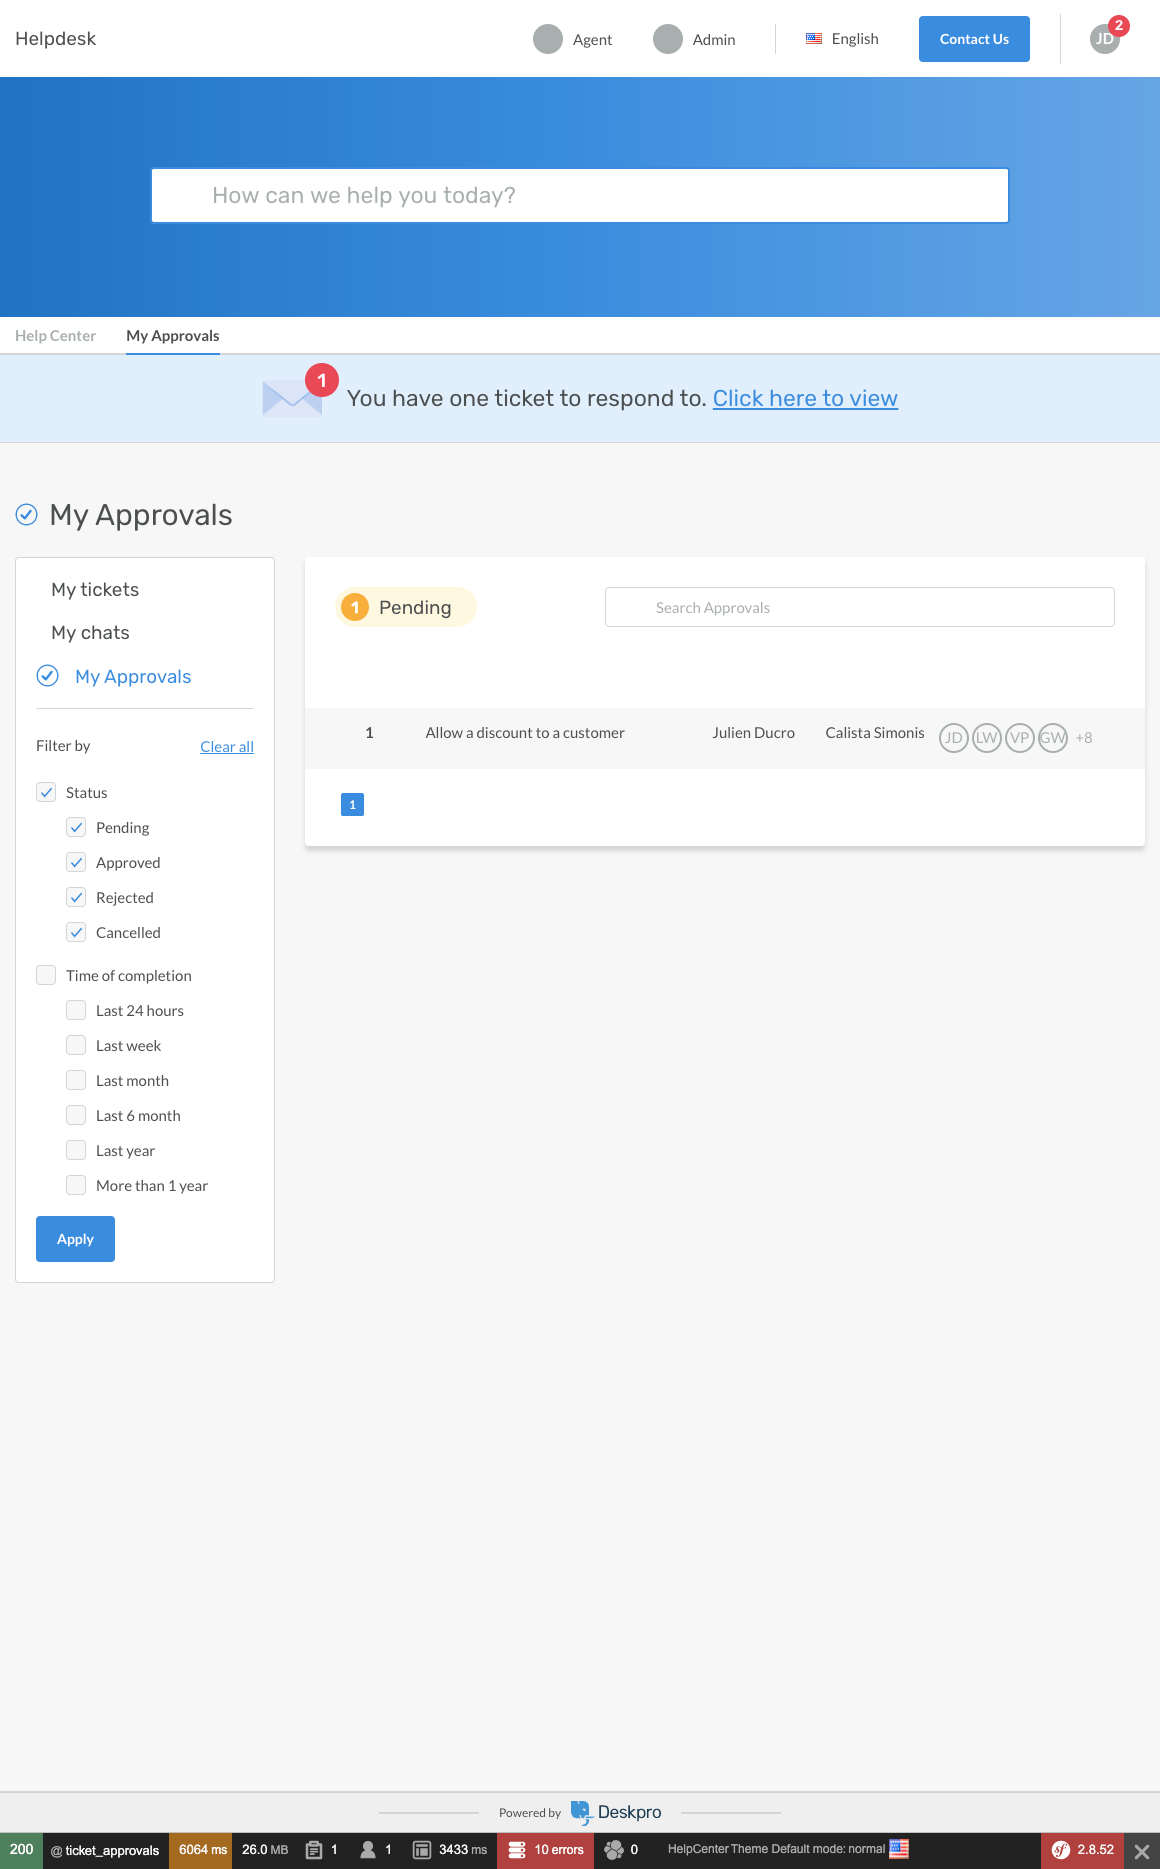 Helpdesk
Agent
Admin
English
Contact Us
JD
2
How can we help you today?
Help Center
My Approvals
1
You have one ticket to respond to. Click here to view
My Approvals
My tickets
My chats
My Approvals
Filter by
Clear all
Status
Pending
Approved
Rejected
Cancelled
Time of completion
Last 24 hours
Last week
Last month
Last 6 month
Last year
More than 1 year
Apply
1 Pending
Search Approvals
1 Allow a discount to a customer Julien Ducro Calista Simonis JD LW VP GW +8
1
Powered by Deskpro
200 @ ticket_approvals 6064 ms 26.0 MB 1 1 3433 ms 10 errors 0 HelpCenter Theme Default mode: normal sf 2.8.52